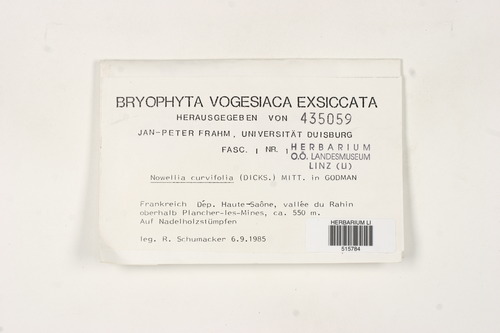 BRYOPHYTA VOGESIACA EXSICCATA
HERAUSGEGEBEN VON 435059
JAN-PETER FRAHM, UNIVERSITÄT DUISBURG
FASC. I NR. 1
HERBARIUM
O.Ö. LANDESMUSEUM
LINZ (LI)
Nowellia curvifolia (DICKS.) MITT. in GODMAN
Frankreich Dép. Haute-Saône, vallée du Rahin
oberhalb Plancher-les-Mines, ca. 550 m.
Auf Nadelholzstümpfen
leg. R. Schumacker 6.9.1985
HERBARIUM LI
515784